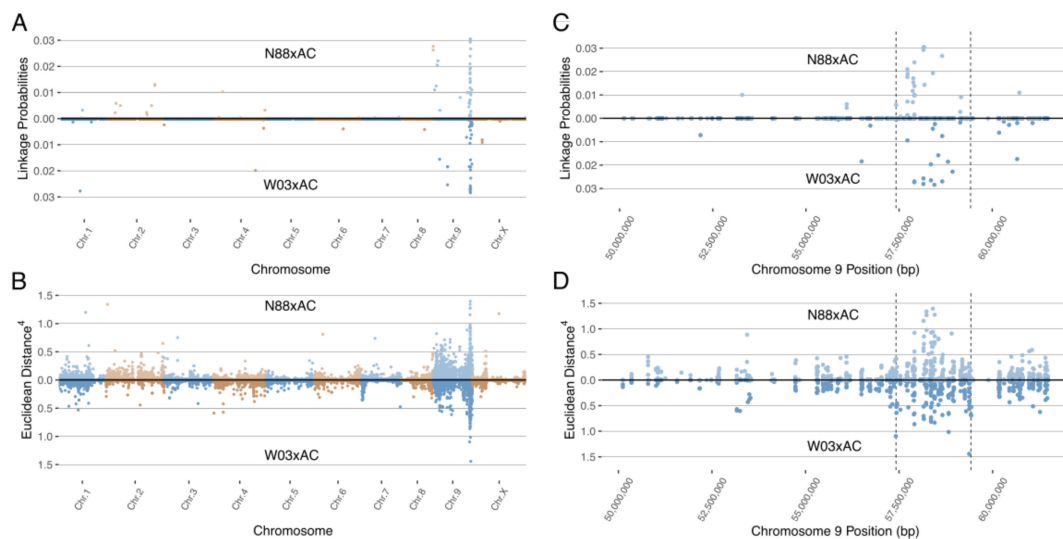 A
Linkage Probabilities
0.03
0.02
0.01
0.00
0.01
0.02
0.03
N88xAC
W03xAC
Chr.1
Chr.2
Chr.3
Chr.4
Chr.5
Chr.6
Chr.7
Chr.8
Chr.9
Chr.X
Chromosome
B
Euclidean Distance⁴
1.5
1.0
0.5
0.0
0.5
1.0
1.5
N88xAC
W03xAC
Chr.1
Chr.2
Chr.3
Chr.4
Chr.5
Chr.6
Chr.7
Chr.8
Chr.9
Chr.X
Chromosome
C
Linkage Probabilities
0.03
0.02
0.01
0.00
0.01
0.02
0.03
N88xAC
W03xAC
50,000,000
52,500,000
55,000,000
57,500,000
60,000,000
Chromosome 9 Position (bp)
D
Euclidean Distance⁴
1.5
1.0
0.5
0.0
0.5
1.0
1.5
N88xAC
W03xAC
50,000,000
52,500,000
55,000,000
57,500,000
60,000,000
Chromosome 9 Position (bp)